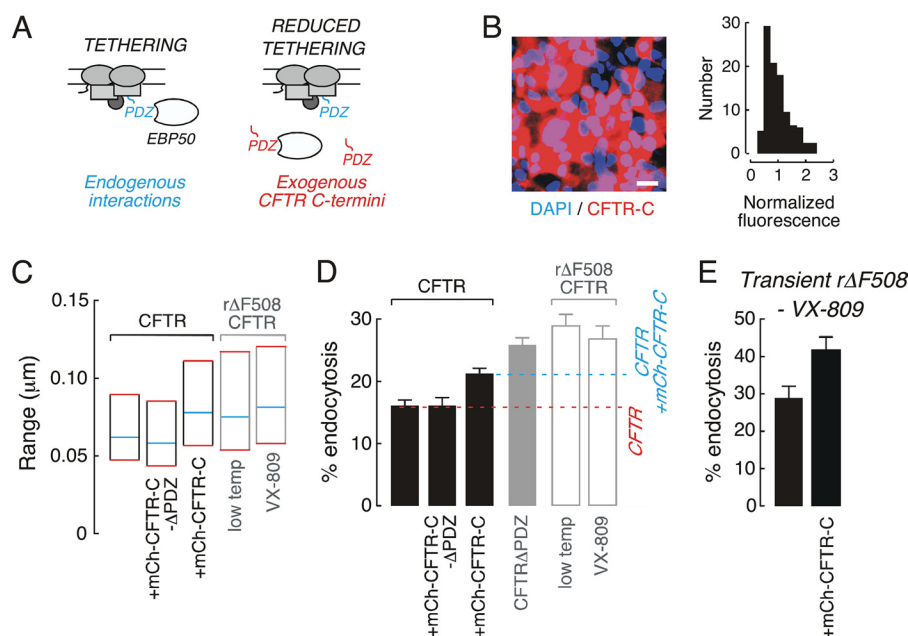 A
TETHERING
REDUCED
TETHERING
PDZ
EBP50
PDZ
PDZ
PDZ
Endogenous
interactions
Exogenous
CFTR C-termini
B
DAPI / CFTR-C
Number
30
20
10
0
0 1 2 3
Normalized
fluorescence
C
Range (μm)
0.15
0.10
0.05
0
CFTR
rΔF508
CFTR
+mCh-CFTR-C
-ΔPDZ
+mCh-CFTR-C
low temp
VX-809
D
% endocytosis
30
20
10
0
CFTR
rΔF508
CFTR
CFTR
+mCh-CFTR-C
CFTR
+mCh-CFTR-C
-ΔPDZ
+mCh-CFTR-C
CFTRΔPDZ
low temp
VX-809
E
Transient rΔF508
- VX-809
% endocytosis
50
40
30
20
10
0
+mCh-CFTR-C